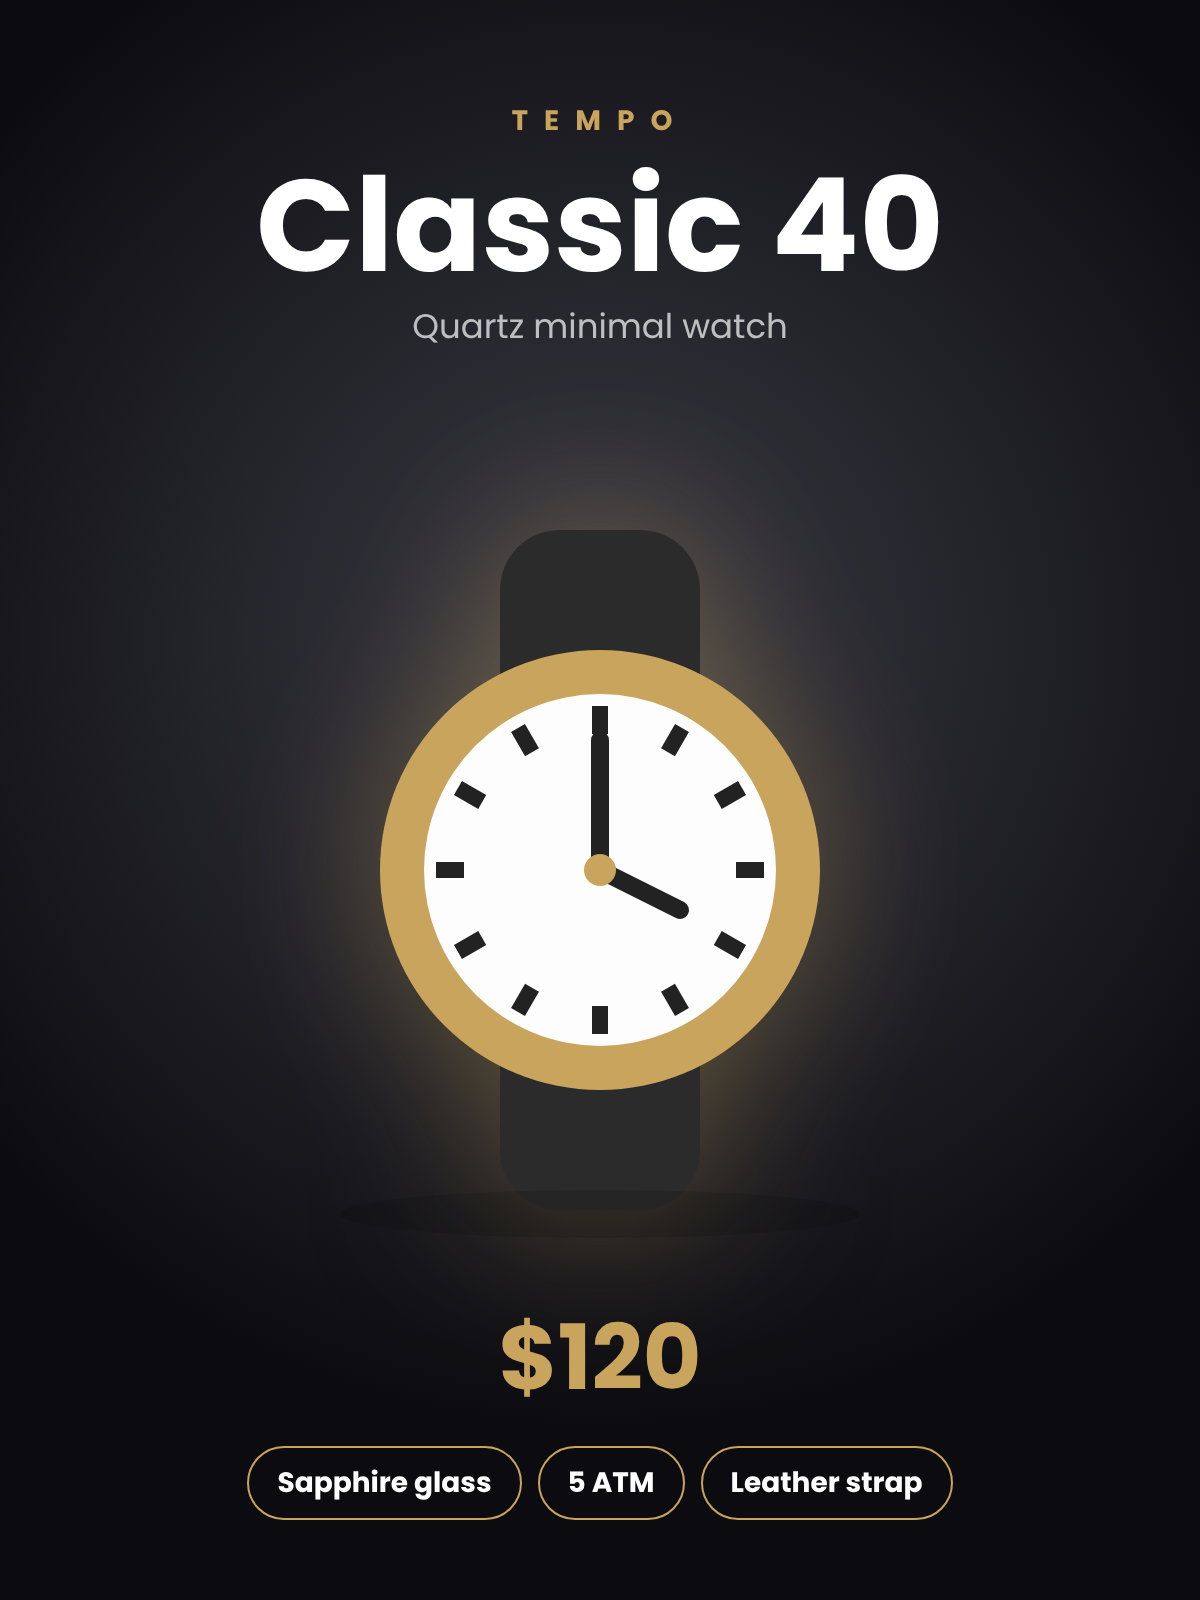 TEMPO
Classic 40
Quartz minimal watch
$120
Sapphire glass
5 ATM
Leather strap